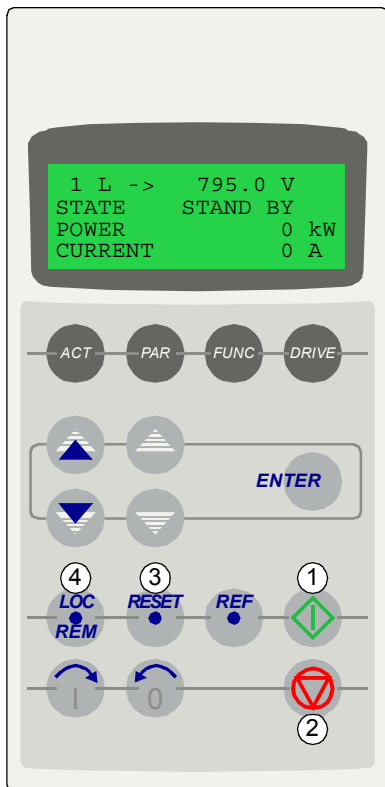 1 L -> 795.0 V
STATE STAND BY
POWER 0 kW
CURRENT 0 A
ACT PAR FUNC DRIVE
ENTER
4 3 1
LOC RESET REF
REM
I 0
2